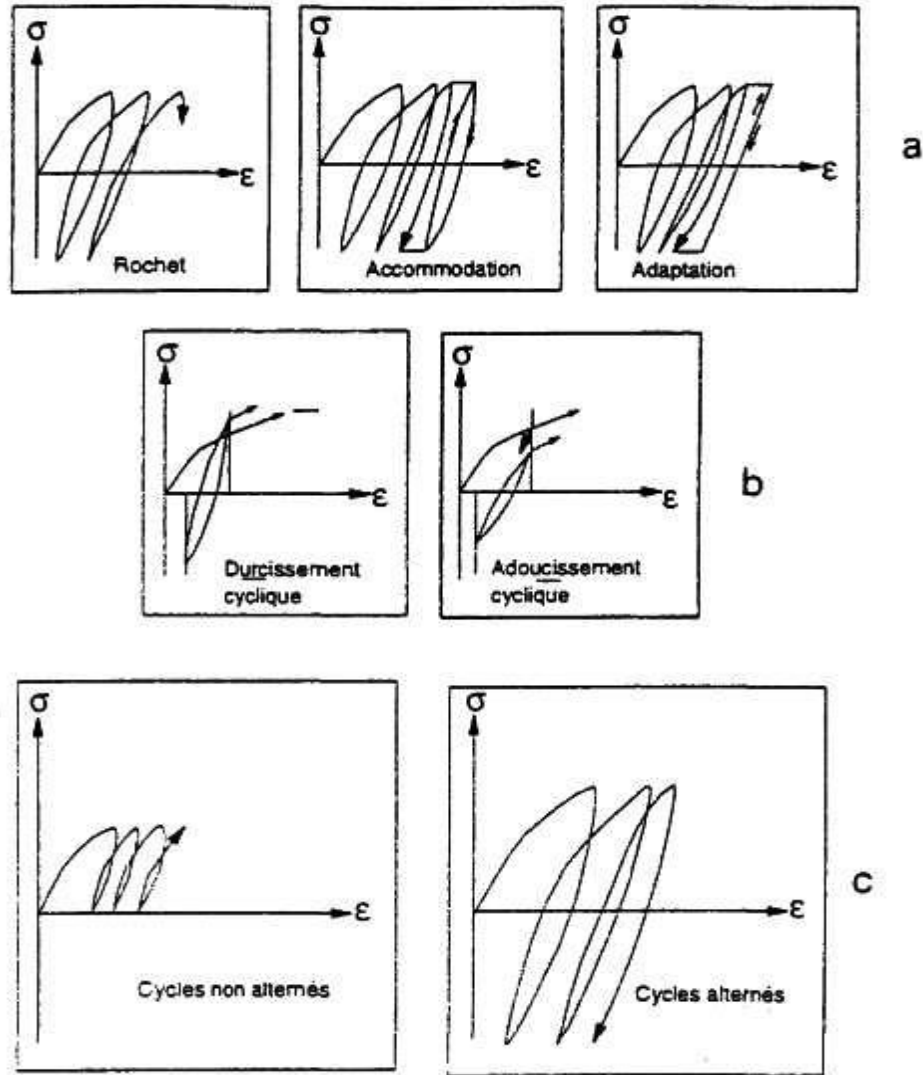 σ
ε
Rochet
σ
ε
Accommodation
σ
ε
Adaptation
a
σ
ε
Durcissement
cyclique
σ
ε
Adoucissement
cyclique
b
σ
ε
Cycles non alternés
σ
ε
Cycles alternés
c